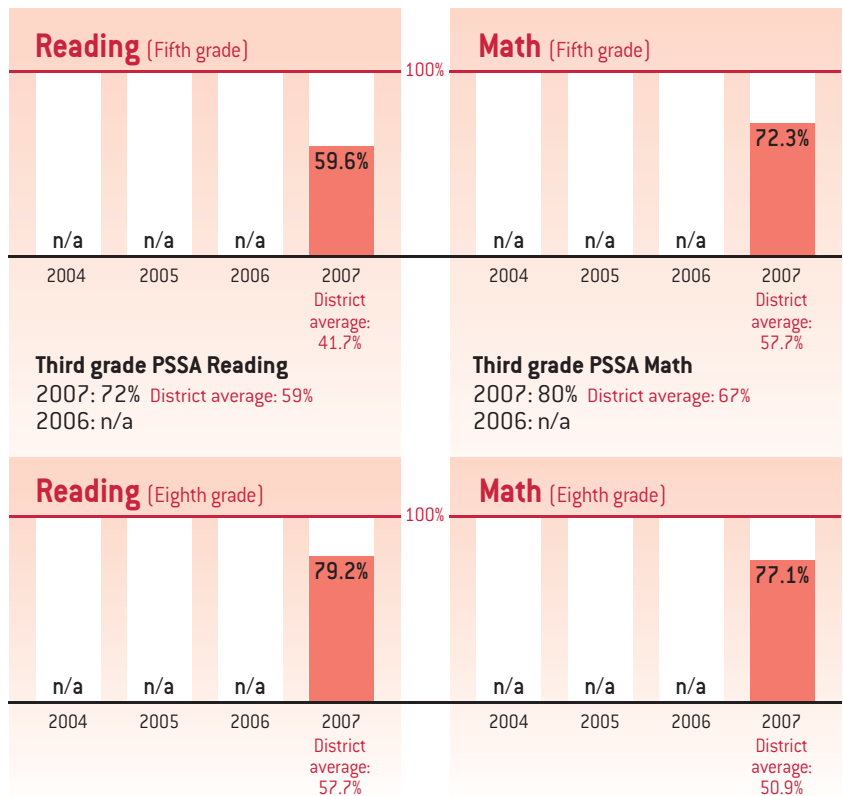 Reading (Fifth grade)
100%
59.6%
n/a n/a n/a
2004 2005 2006 2007
District
average:
41.7%
Third grade PSSA Reading
2007: 72% District average: 59%
2006: n/a
Math (Fifth grade)
72.3%
n/a n/a n/a
2004 2005 2006 2007
District
average:
57.7%
Third grade PSSA Math
2007: 80% District average: 67%
2006: n/a
Reading (Eighth grade)
100%
79.2%
n/a n/a n/a
2004 2005 2006 2007
District
average:
57.7%
Math (Eighth grade)
77.1%
n/a n/a n/a
2004 2005 2006 2007
District
average:
50.9%